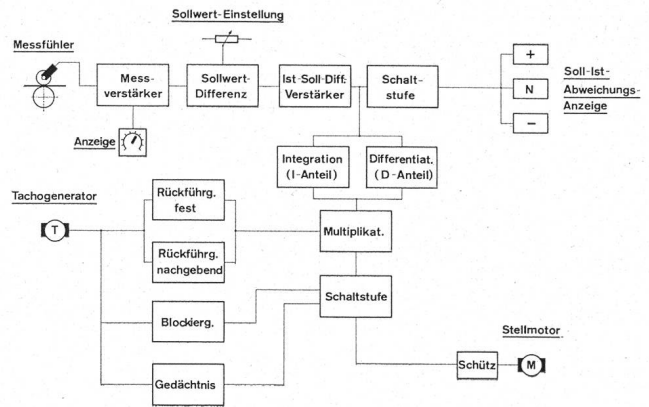 Sollwert-Einstellung
Messfühler
Mess-
verstärker
Sollwert-
Differenz
Ist-Soll-Diff.
Verstärker
Schalt-
stufe
+
N
-
Soll-Ist-
Abweichungs-
Anzeige
Anzeige
Integration
(I-Anteil)
Differentiat.
(D-Anteil)
Tachogenerator
T
Rückführg.
fest
Rückführg.
nachgebend
Multiplikat.
Schaltstufe
Blockierg.
Gedächtnis
Stellmotor
Schütz
M